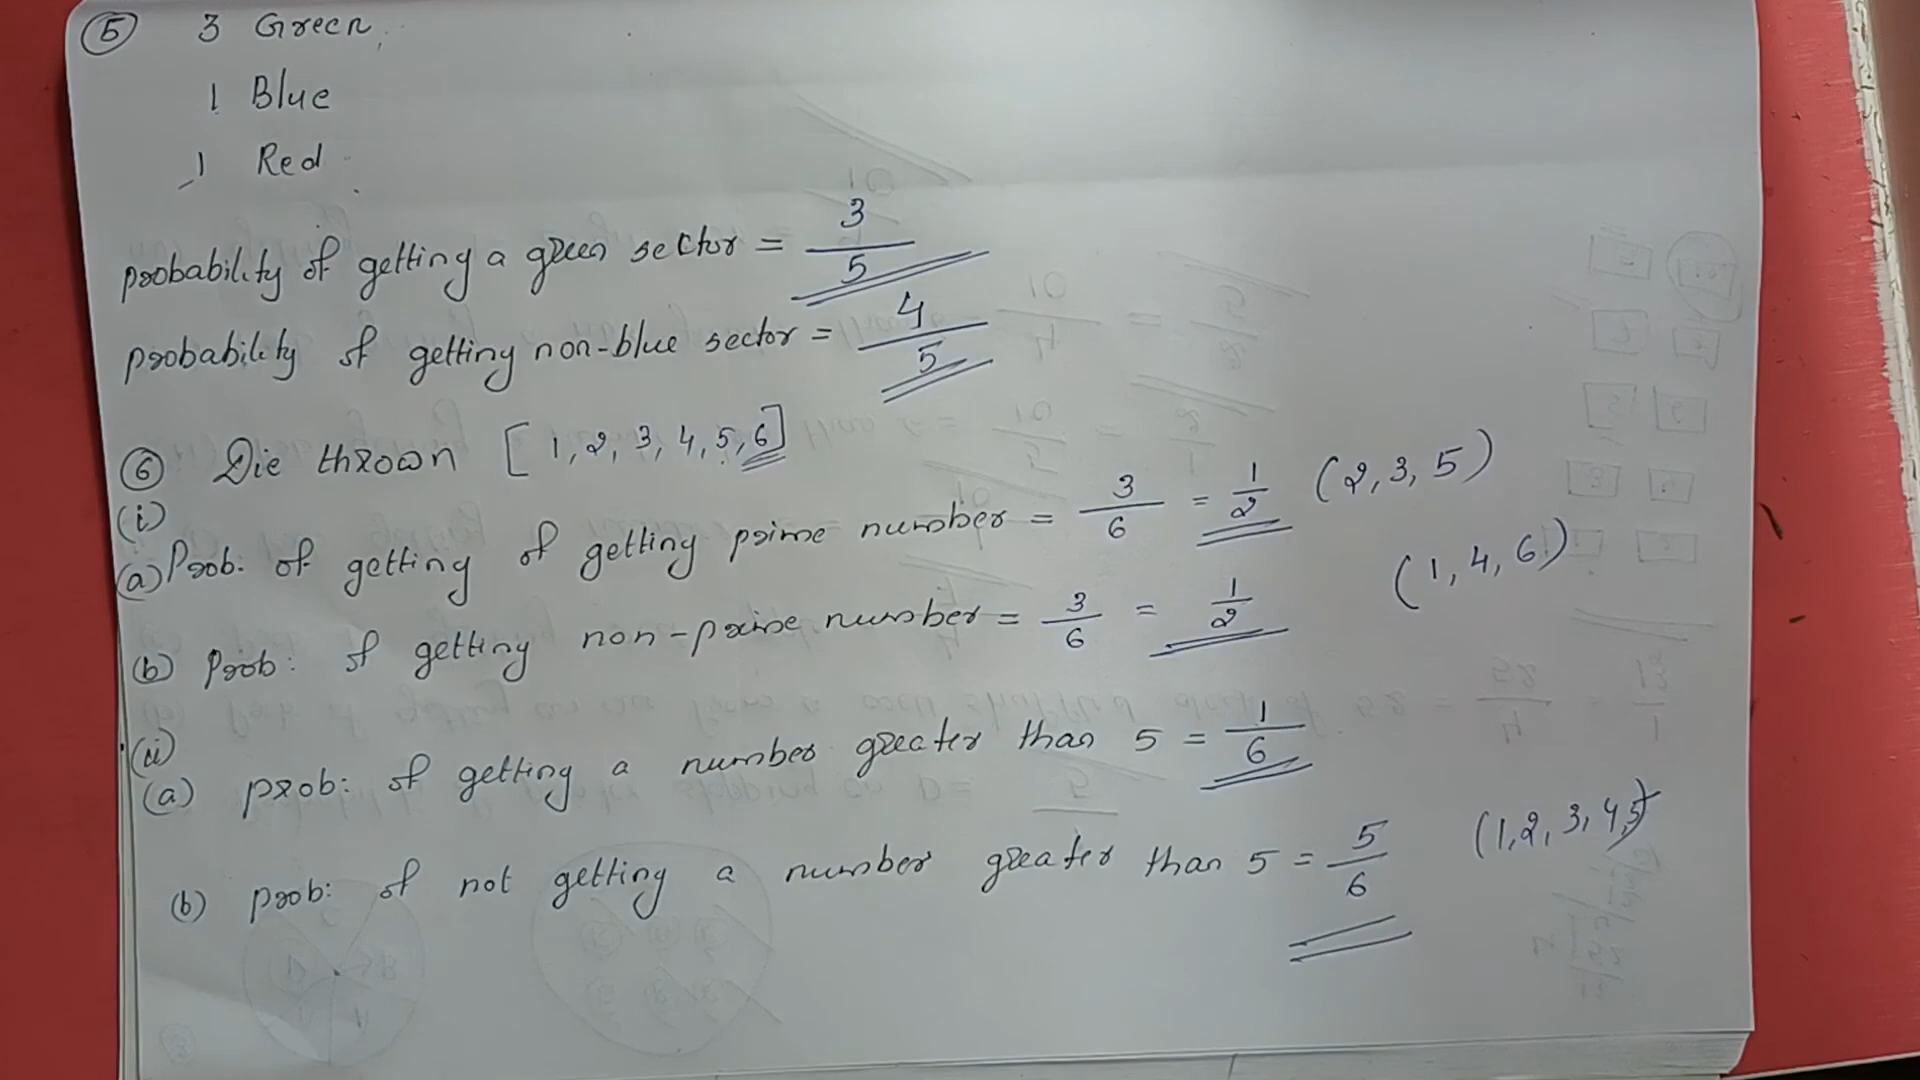 5 3 Green,
1 Blue
1 Red
probability of getting a green sector = 3/5
probability of getting non-blue sector = 4/5
6 Die thrown [1, 2, 3, 4, 5, 6]
(i)
(a) Prob. of getting of getting prime number = 3/6 = 1/2 (2, 3, 5)
(b) Prob: of getting non-prime number = 3/6 = 1/2 (1, 4, 6)
(ii)
(a) prob: of getting a number greater than 5 = 1/6
(b) prob: of not getting a number greater than 5 = 5/6 (1, 2, 3, 4, 5)